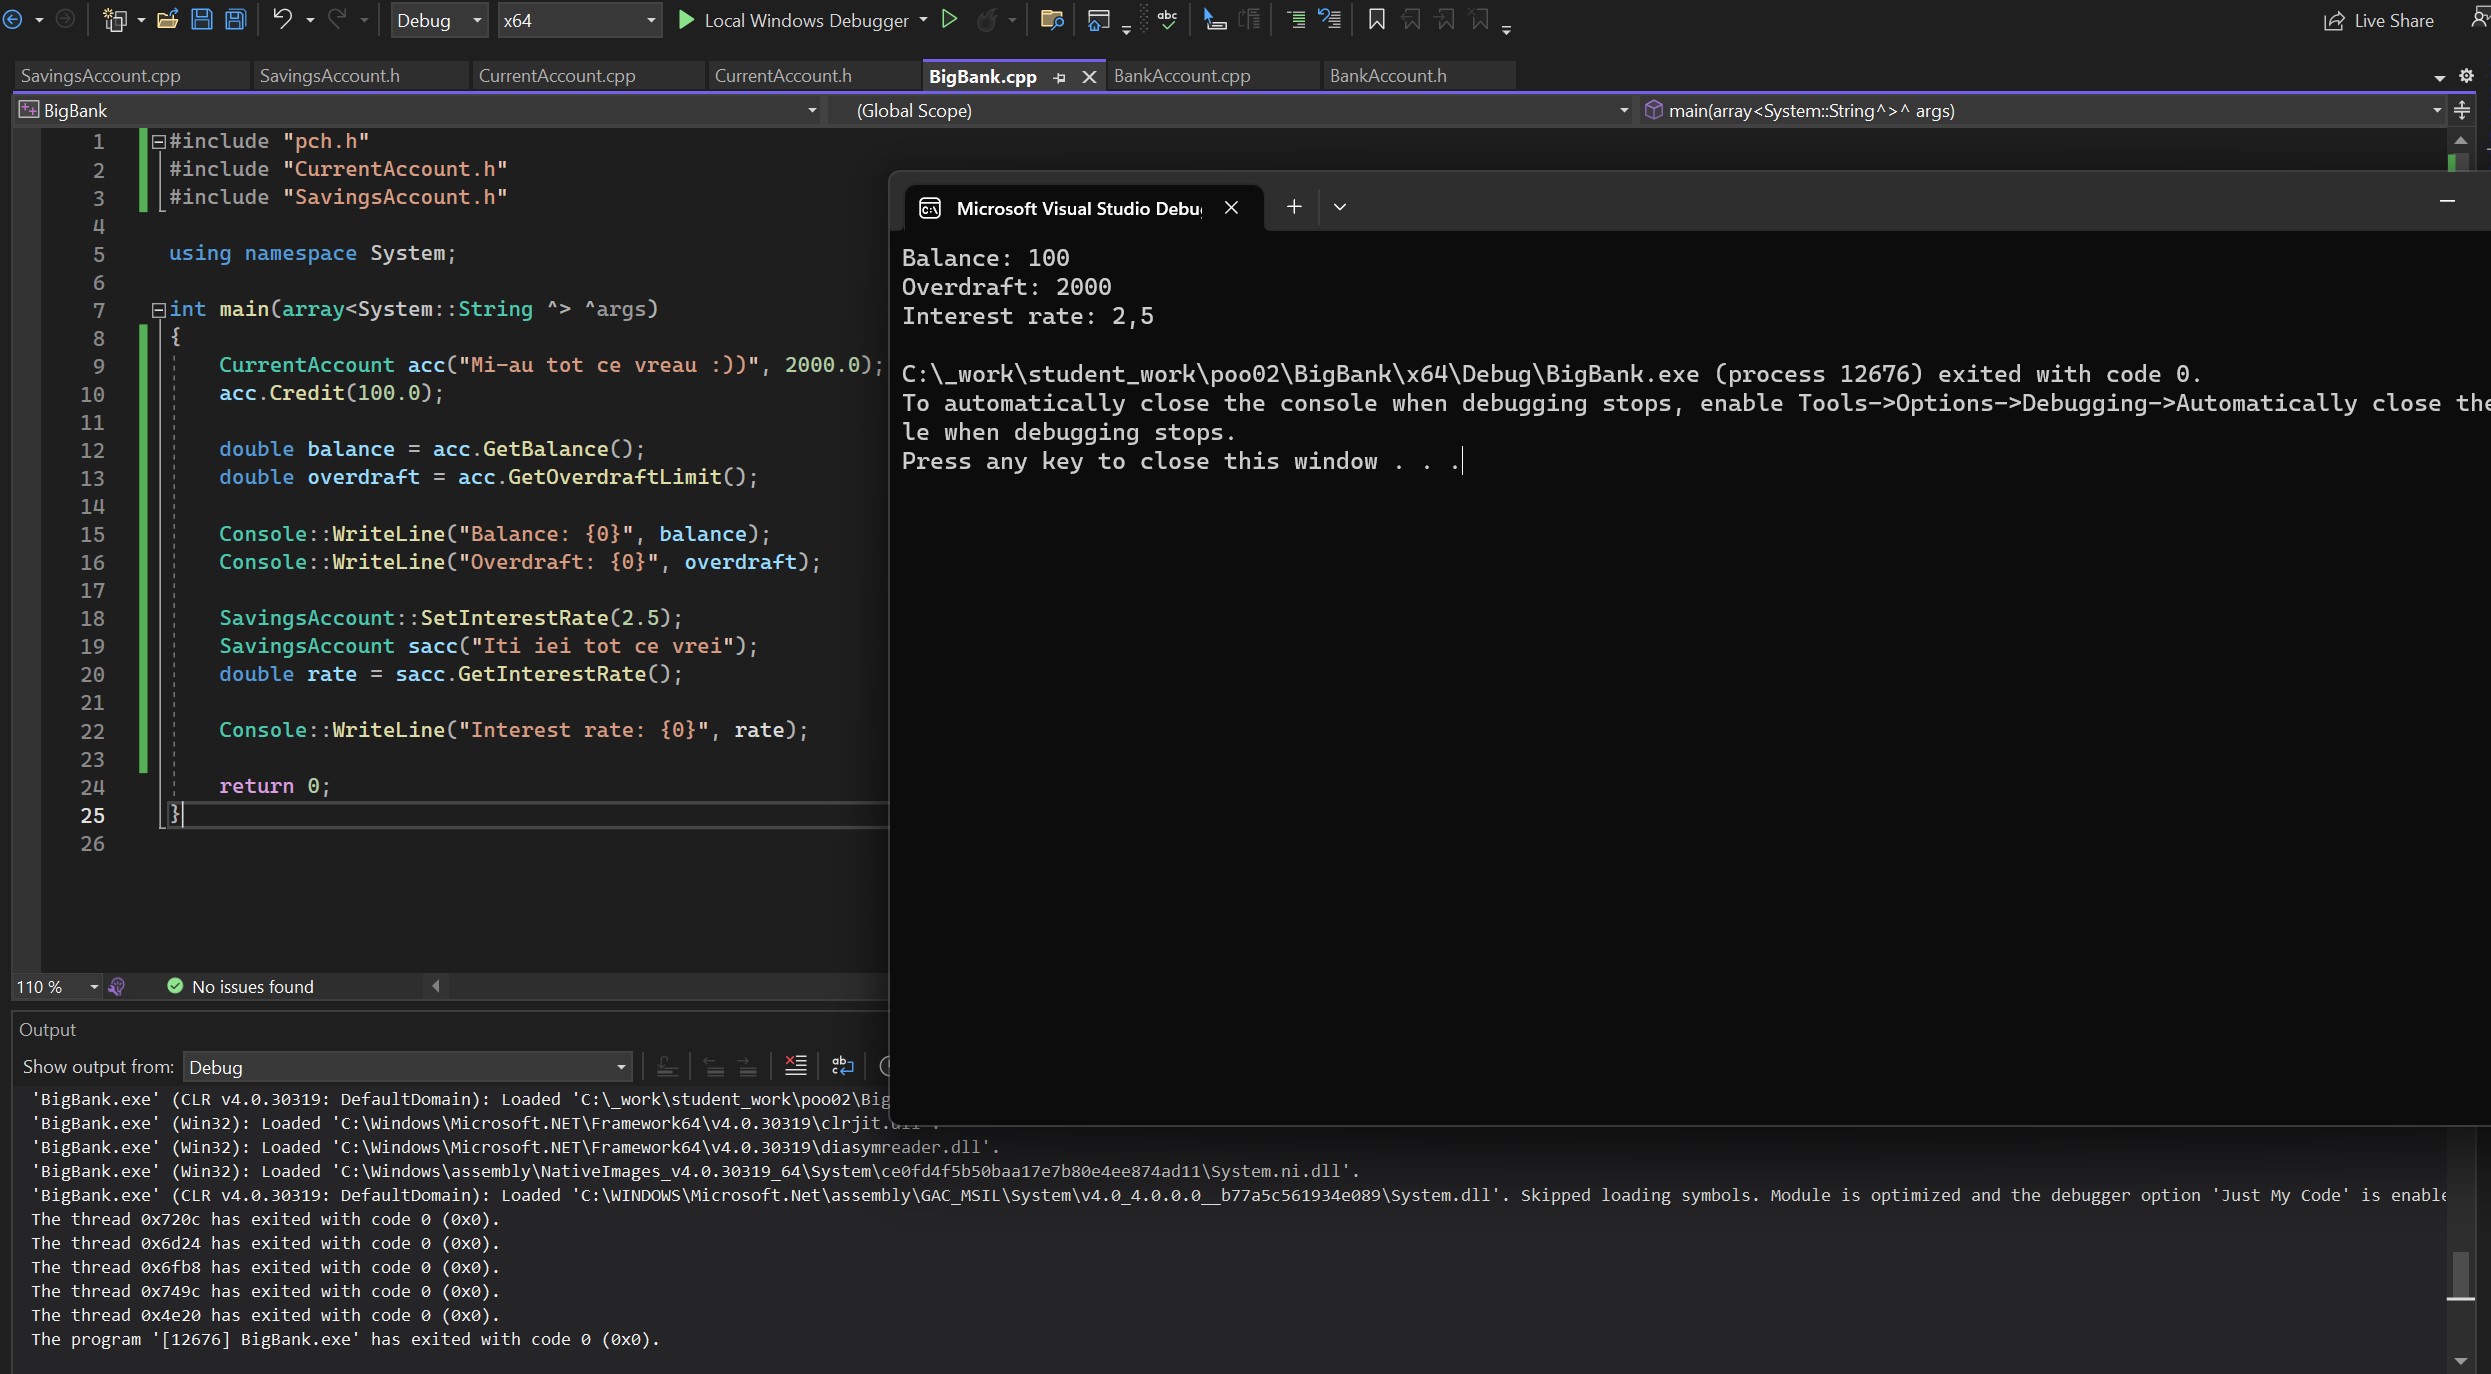 Debug x64 Local Windows Debugger Live Share
SavingsAccount.cpp SavingsAccount.h CurrentAccount.cpp CurrentAccount.h BigBank.cpp BankAccount.cpp BankAccount.h
BigBank (Global Scope) main(array<System::String^>^ args)
1 #include "pch.h"
2 #include "CurrentAccount.h"
3 #include "SavingsAccount.h"
4
5 using namespace System;
6
7 int main(array<System::String ^> ^args)
8 {
9 CurrentAccount acc("Mi-au tot ce vreau :))", 2000.0);
10 acc.Credit(100.0);
11
12 double balance = acc.GetBalance();
13 double overdraft = acc.GetOverdraftLimit();
14
15 Console::WriteLine("Balance: {0}", balance);
16 Console::WriteLine("Overdraft: {0}", overdraft);
17
18 SavingsAccount::SetInterestRate(2.5);
19 SavingsAccount sacc("Iti iei tot ce vrei");
20 double rate = sacc.GetInterestRate();
21
22 Console::WriteLine("Interest rate: {0}", rate);
23
24 return 0;
25 }
26
Microsoft Visual Studio Debu
Balance: 100
Overdraft: 2000
Interest rate: 2,5
C:\_work\student_work\poo02\BigBank\x64\Debug\BigBank.exe (process 12676) exited with code 0.
To automatically close the console when debugging stops, enable Tools->Options->Debugging->Automatically close the
le when debugging stops.
Press any key to close this window . . .
110 % No issues found
Output
Show output from: Debug
'BigBank.exe' (CLR v4.0.30319: DefaultDomain): Loaded 'C:\_work\student_work\poo02\Big
'BigBank.exe' (Win32): Loaded 'C:\Windows\Microsoft.NET\Framework64\v4.0.30319\clrjit.dll'.
'BigBank.exe' (Win32): Loaded 'C:\Windows\Microsoft.NET\Framework64\v4.0.30319\diasymreader.dll'.
'BigBank.exe' (Win32): Loaded 'C:\Windows\assembly\NativeImages_v4.0.30319_64\System\ce0fd4f5b50baa17e7b80e4ee874ad11\System.ni.dll'.
'BigBank.exe' (CLR v4.0.30319: DefaultDomain): Loaded 'C:\WINDOWS\Microsoft.Net\assembly\GAC_MSIL\System\v4.0_4.0.0.0__b77a5c561934e089\System.dll'. Skipped loading symbols. Module is optimized and the debugger option 'Just My Code' is enable
The thread 0x720c has exited with code 0 (0x0).
The thread 0x6d24 has exited with code 0 (0x0).
The thread 0x6fb8 has exited with code 0 (0x0).
The thread 0x749c has exited with code 0 (0x0).
The thread 0x4e20 has exited with code 0 (0x0).
The program '[12676] BigBank.exe' has exited with code 0 (0x0).